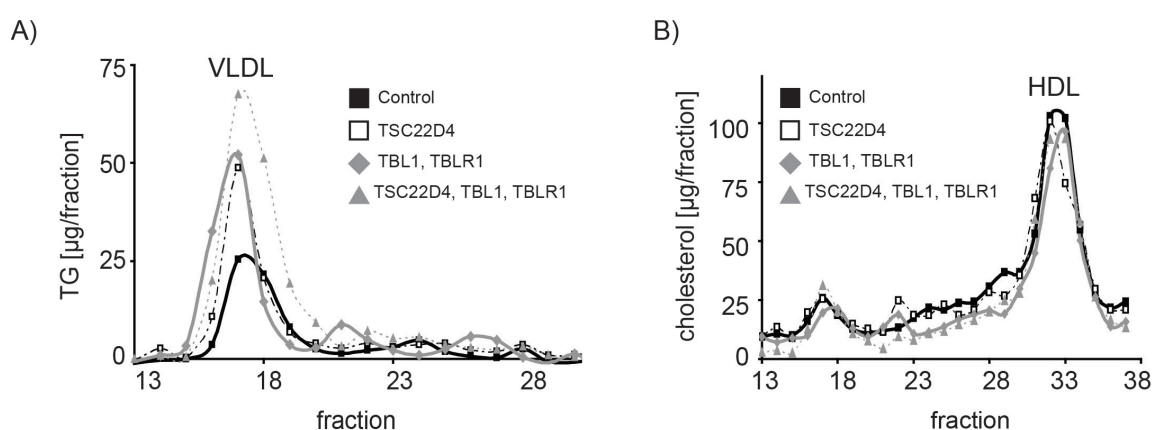 A)
VLDL
TG [µg/fraction]
75
50
25
0
13
18
23
28
fraction
Control
TSC22D4
TBL1, TBLR1
TSC22D4, TBL1, TBLR1
B)
HDL
cholesterol [µg/fraction]
100
75
50
25
0
13
18
23
28
33
38
fraction
Control
TSC22D4
TBL1, TBLR1
TSC22D4, TBL1, TBLR1